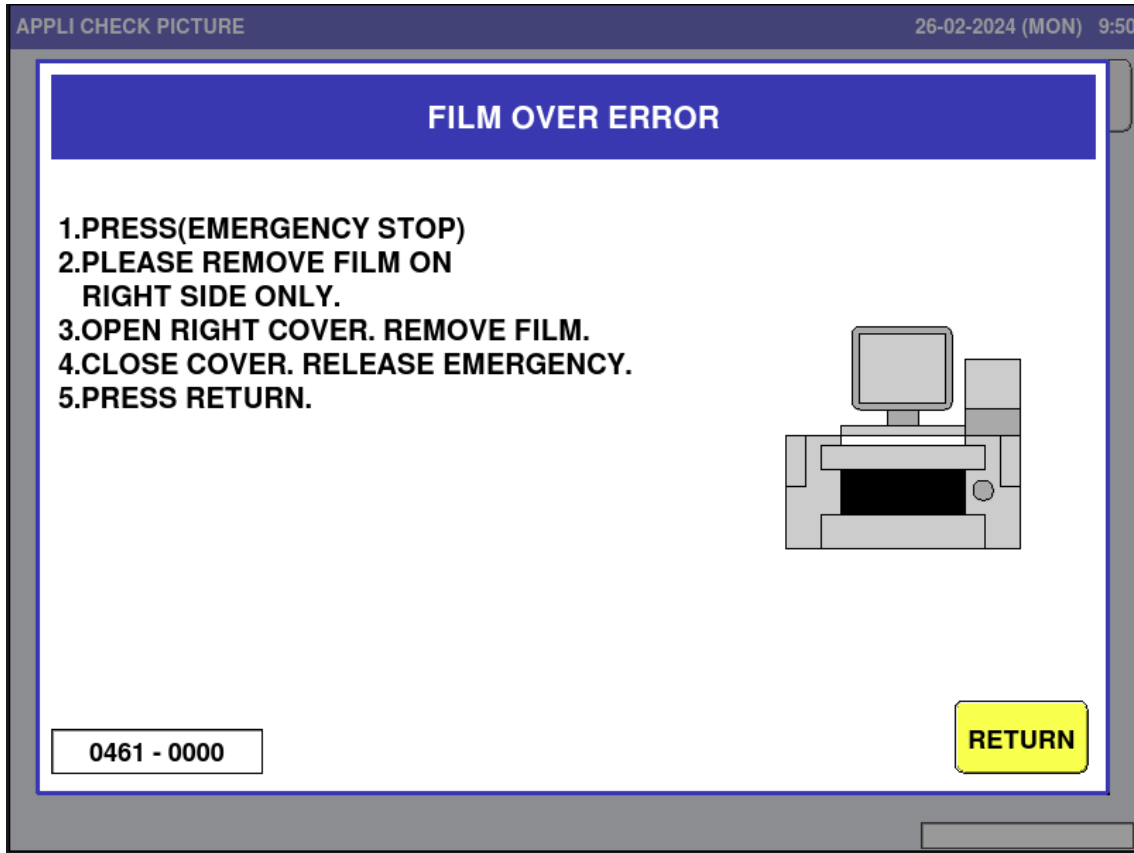 APPLI CHECK PICTURE 26-02-2024 (MON) 9:50
FILM OVER ERROR
1.PRESS(EMERGENCY STOP)
2.PLEASE REMOVE FILM ON
RIGHT SIDE ONLY.
3.OPEN RIGHT COVER. REMOVE FILM.
4.CLOSE COVER. RELEASE EMERGENCY.
5.PRESS RETURN.
0461 - 0000
RETURN